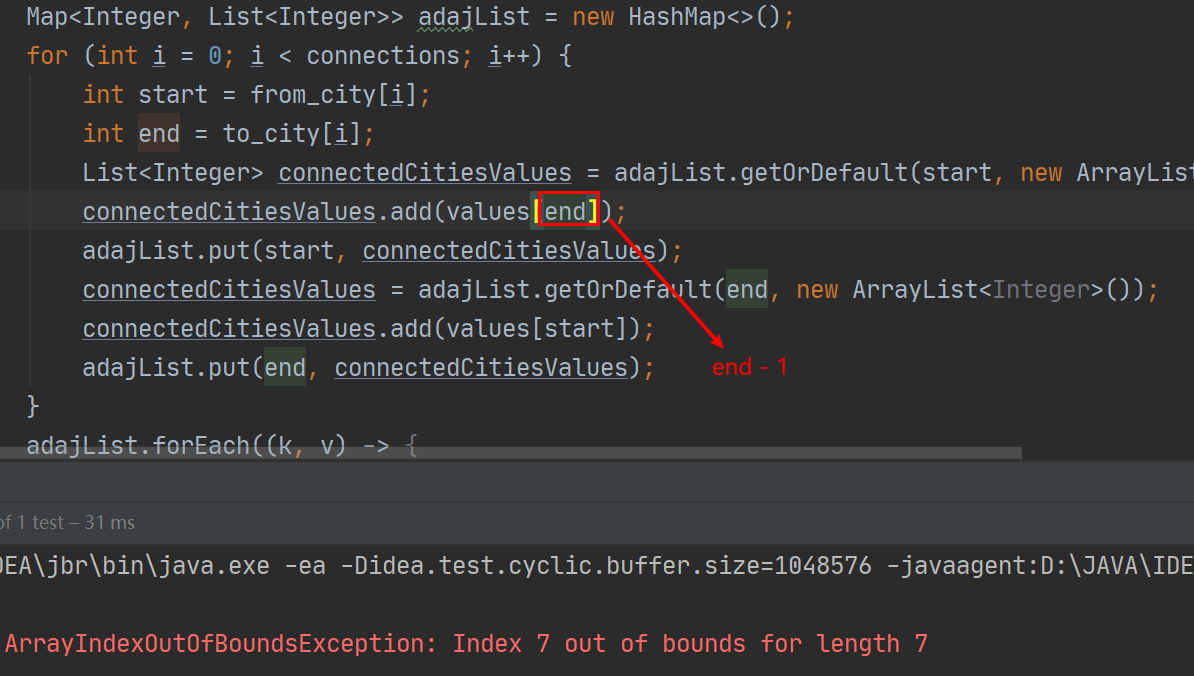 Map<Integer, List<Integer>> adajList = new HashMap<>();
for (int i = 0; i < connections; i++) {
int start = from_city[i];
int end = to_city[i];
List<Integer> connectedCitiesValues = adajList.getOrDefault(start, new ArrayList
connectedCitiesValues.add(values[end]);
adajList.put(start, connectedCitiesValues);
connectedCitiesValues = adajList.getOrDefault(end, new ArrayList<Integer>());
connectedCitiesValues.add(values[start]);
adajList.put(end, connectedCitiesValues);
end - 1
}
adajList.forEach((k, v) -> {
of 1 test – 31 ms
DEA\jbr\bin\java.exe -ea -Didea.test.cyclic.buffer.size=1048576 -javaagent:D:\JAVA\IDE
ArrayIndexOutOfBoundsException: Index 7 out of bounds for length 7